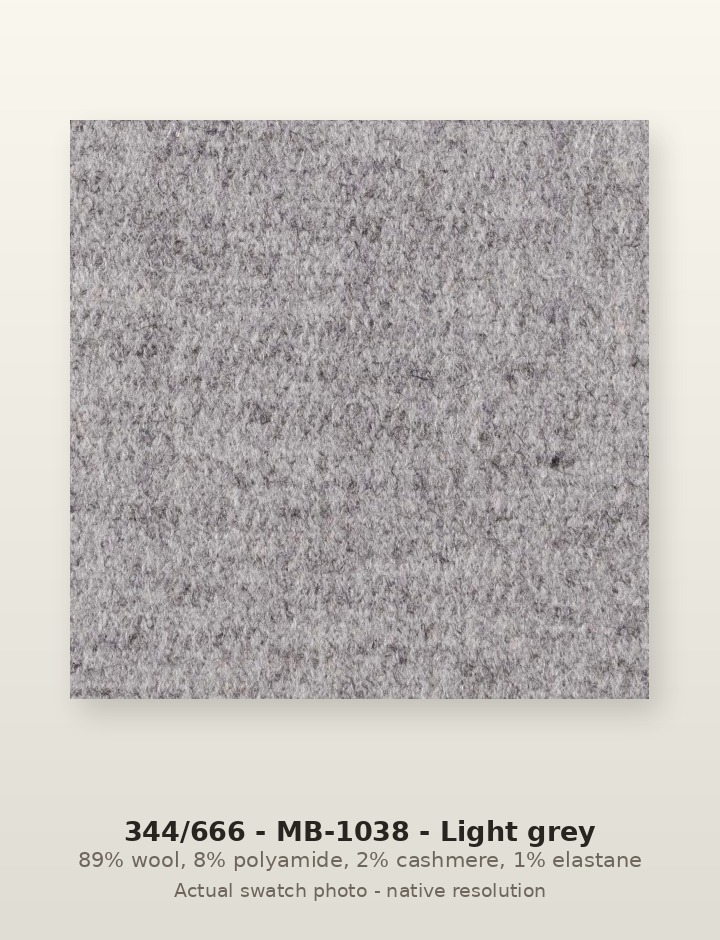 344/666 - MB-1038 - Light grey
89% wool, 8% polyamide, 2% cashmere, 1% elastane
Actual swatch photo - native resolution